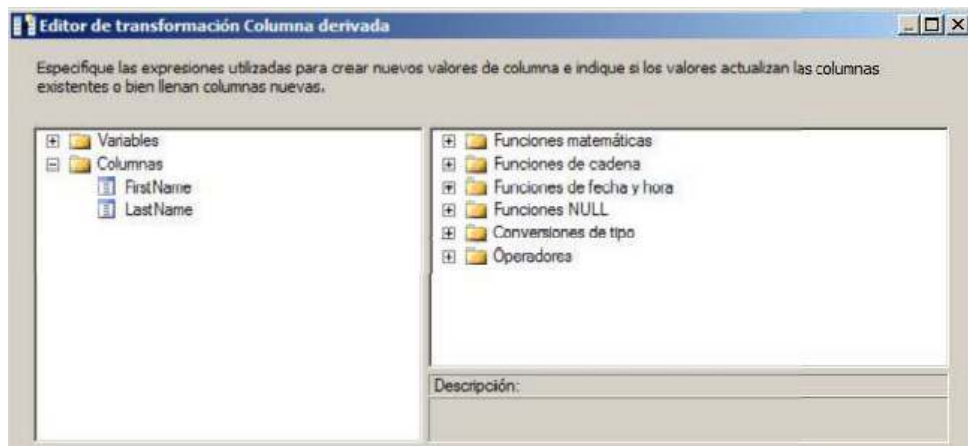 Editor de transformación Columna derivada
Especifique las expresiones utilizadas para crear nuevos valores de columna e indique si los valores actualizan las columnas
existentes o bien llenan columnas nuevas.
Variables
Columnas
FirstName
LastName
Funciones matemáticas
Funciones de cadena
Funciones de fecha y hora
Funciones NULL
Conversiones de tipo
Operadores
Descripción: